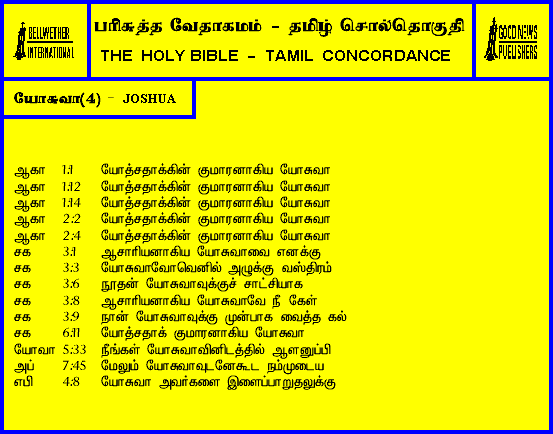 BELLWETHER
INTERNATIONAL
பரிசுத்த வேதாகமம் - தமிழ் சொல்தொகுதி
THE HOLY BIBLE - TAMIL CONCORDANCE
GOOD NEWS
PUBLISHERS
யோசுவா(4) - JOSHUA
ஆகா 1:1 யோத்சதாக்கின் குமாரனாகிய யோசுவா
ஆகா 1:12 யோத்சதாக்கின் குமாரனாகிய யோசுவா
ஆகா 1:14 யோத்சதாக்கின் குமாரனாகிய யோசுவா
ஆகா 2:2 யோத்சதாக்கின் குமாரனாகிய யோசுவா
ஆகா 2:4 யோத்சதாக்கின் குமாரனாகிய யோசுவா
சக 3:1 ஆசாரியனாகிய யோசுவாவை எனக்கு
சக 3:3 யோசுவாவோவெனில் அழுக்கு வஸ்திரம்
சக 3:6 நூதன் யோசுவாவுக்குச் சாட்சியாக
சக 3:8 ஆசாரியனாகிய யோசுவாவே நீ கேள்
சக 3:9 நான் யோசுவாவுக்கு முன்பாக வைத்த கல்
சக 6:11 யோத்சதாக் குமாரனாகிய யோசுவா
யோவா 5:33 நீங்கள் யோசுவாவினிடத்தில் ஆளனுப்பி
அப் 7:45 மேலும் யோசுவாவுடனேகூட நம்முடைய
எபி 4:8 யோசுவா அவர்களை இளைப்பாறுதலுக்கு